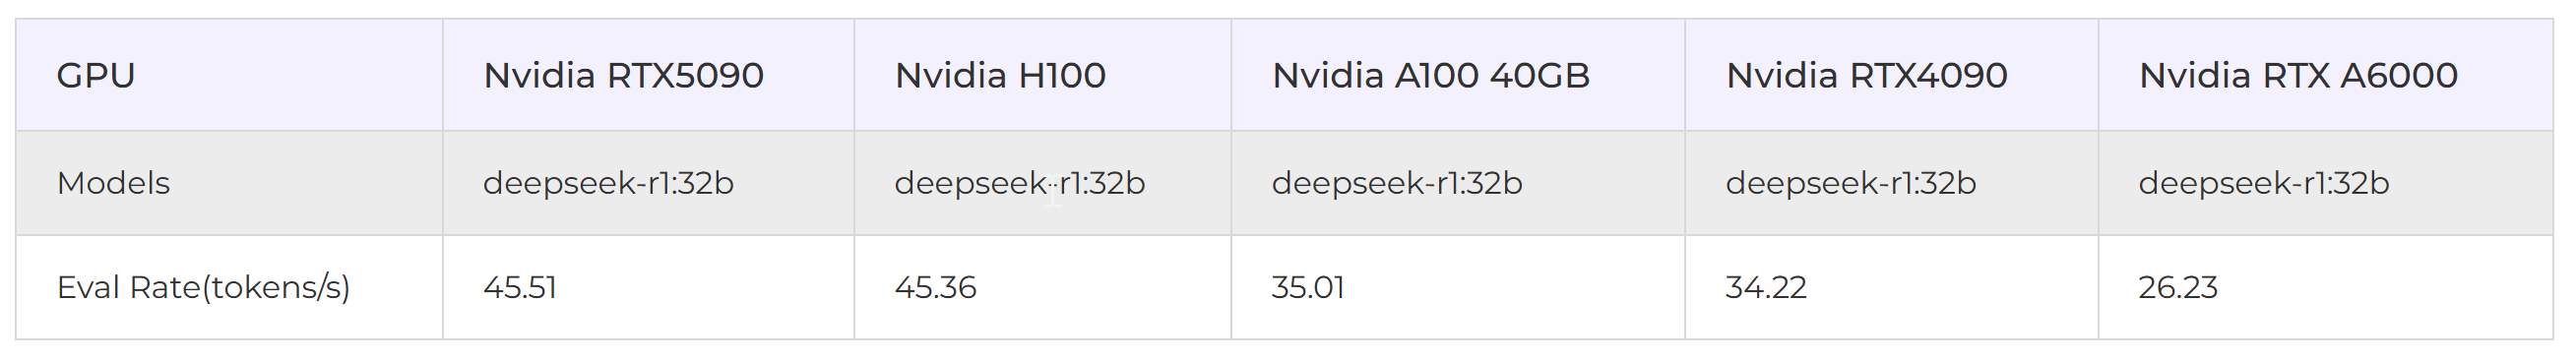 GPU Nvidia RTX5090 Nvidia H100 Nvidia A100 40GB Nvidia RTX4090 Nvidia RTX A6000
Models deepseek-r1:32b deepseek-r1:32b deepseek-r1:32b deepseek-r1:32b deepseek-r1:32b
Eval Rate(tokens/s) 45.51 45.36 35.01 34.22 26.23